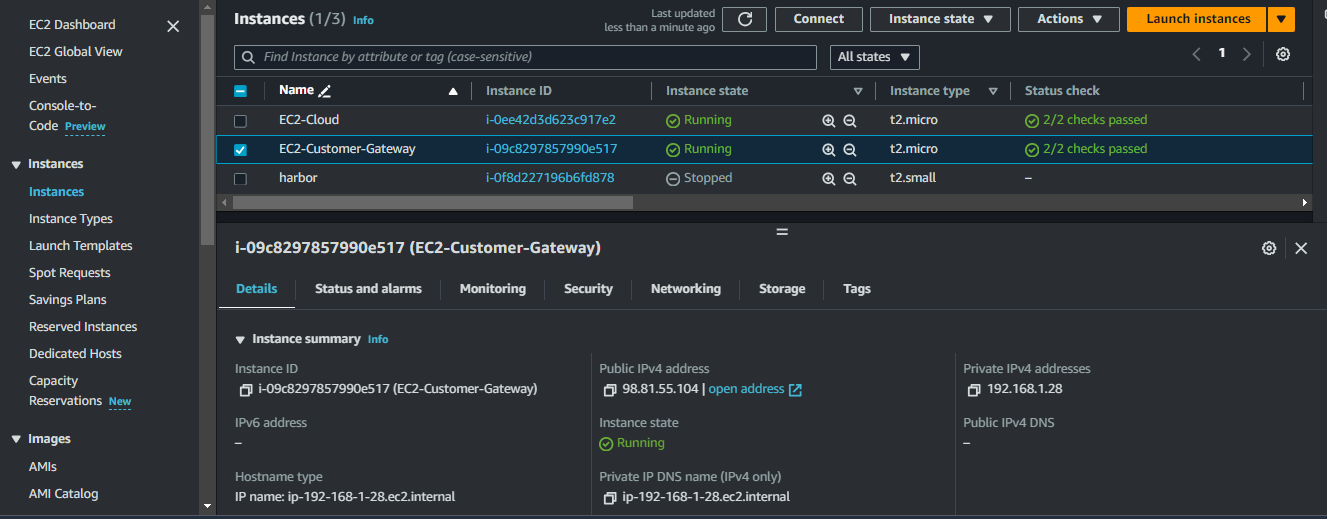 EC2 Dashboard
EC2 Global View
Events
Console-to-
Code Preview
Instances
Instances
Instance Types
Launch Templates
Spot Requests
Savings Plans
Reserved Instances
Dedicated Hosts
Capacity
Reservations New
Images
AMIs
AMI Catalog
Instances (1/3) Info
Last updated
less than a minute ago
Connect
Instance state
Actions
Launch instances
Find Instance by attribute or tag (case-sensitive)
All states
1
Name Instance ID Instance state Instance type Status check
EC2-Cloud i-0ee42d3d623c917e2 Running t2.micro 2/2 checks passed
EC2-Customer-Gateway i-09c8297857990e517 Running t2.micro 2/2 checks passed
harbor i-0f8d227196b6fd878 Stopped t2.small –
i-09c8297857990e517 (EC2-Customer-Gateway)
Details Status and alarms Monitoring Security Networking Storage Tags
Instance summary Info
Instance ID
i-09c8297857990e517 (EC2-Customer-Gateway)
Public IPv4 address
98.81.55.104 | open address
Private IPv4 addresses
192.168.1.28
IPv6 address
–
Instance state
Running
Public IPv4 DNS
–
Hostname type
IP name: ip-192-168-1-28.ec2.internal
Private IP DNS name (IPv4 only)
ip-192-168-1-28.ec2.internal